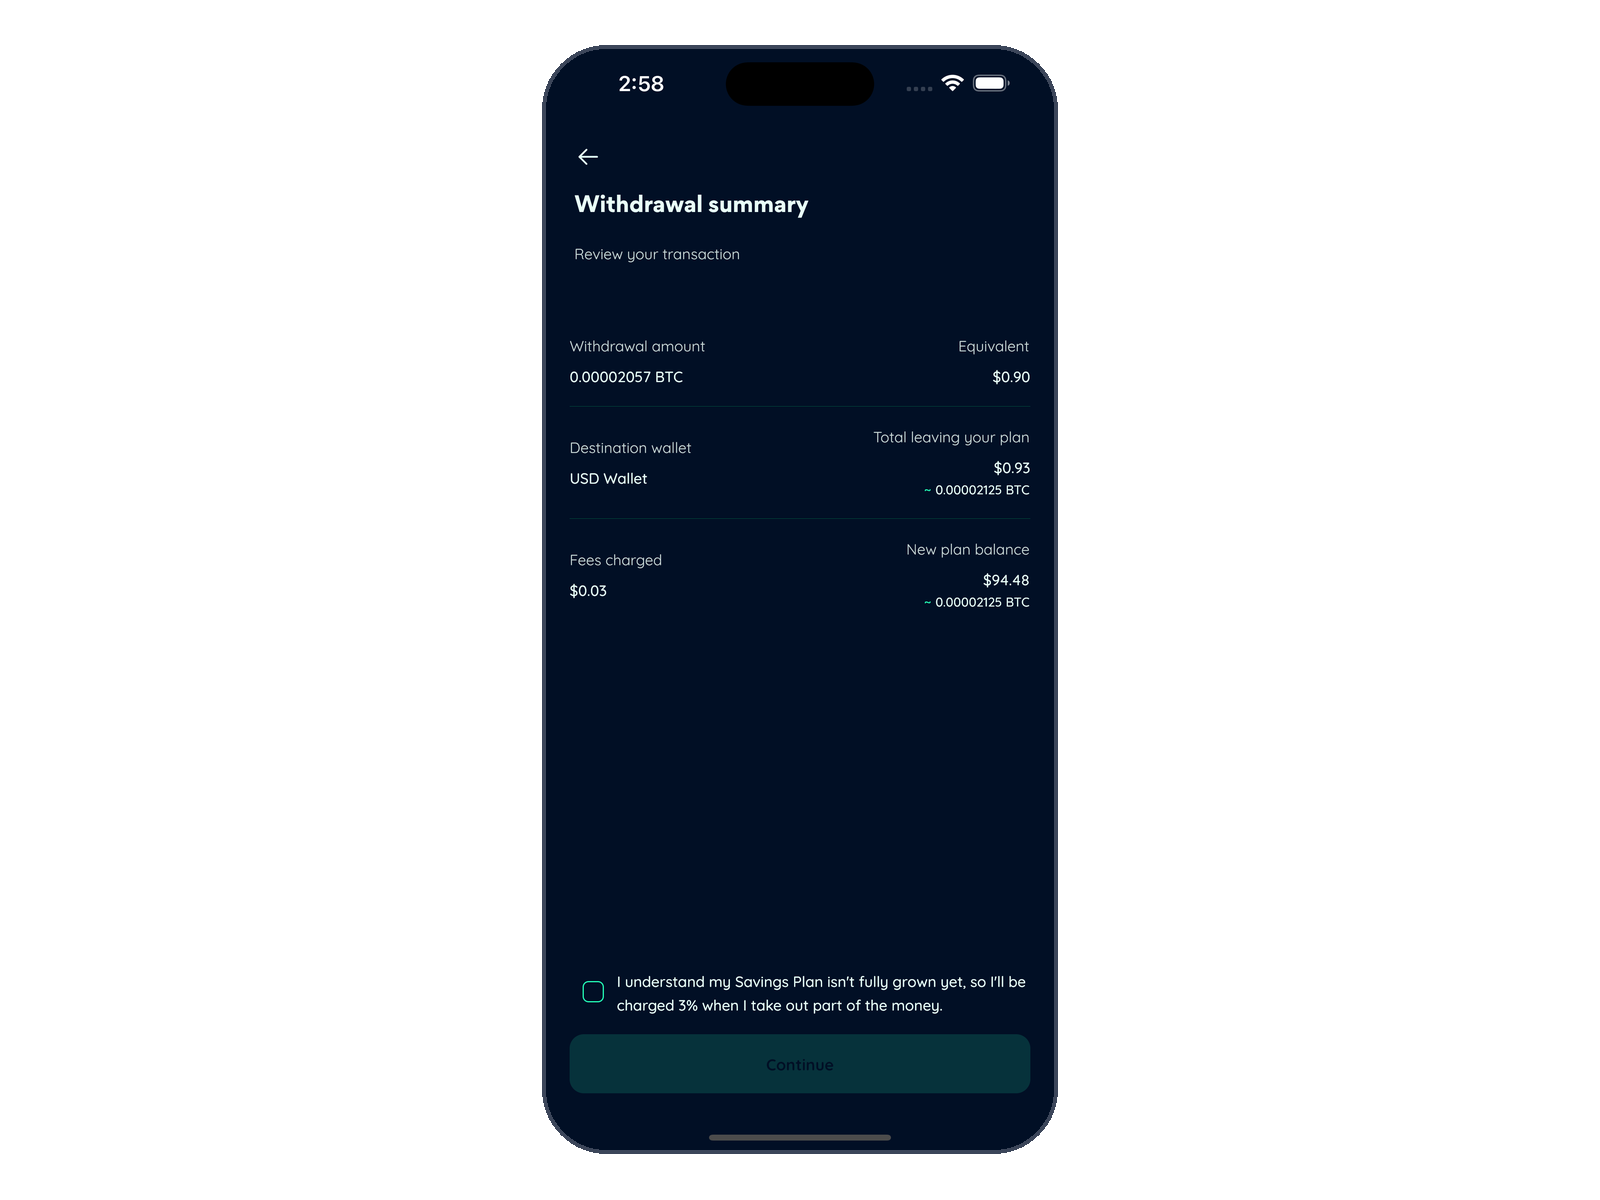 2:58
Withdrawal summary
Review your transaction
Withdrawal amount
Equivalent
0.00002057 BTC
$0.90
Destination wallet
USD Wallet
Total leaving your plan
$0.93
~ 0.00002125 BTC
Fees charged
$0.03
New plan balance
$94.48
~ 0.00002125 BTC
I understand my Savings Plan isn't fully grown yet, so I'll be
charged 3% when I take out part of the money.
Continue